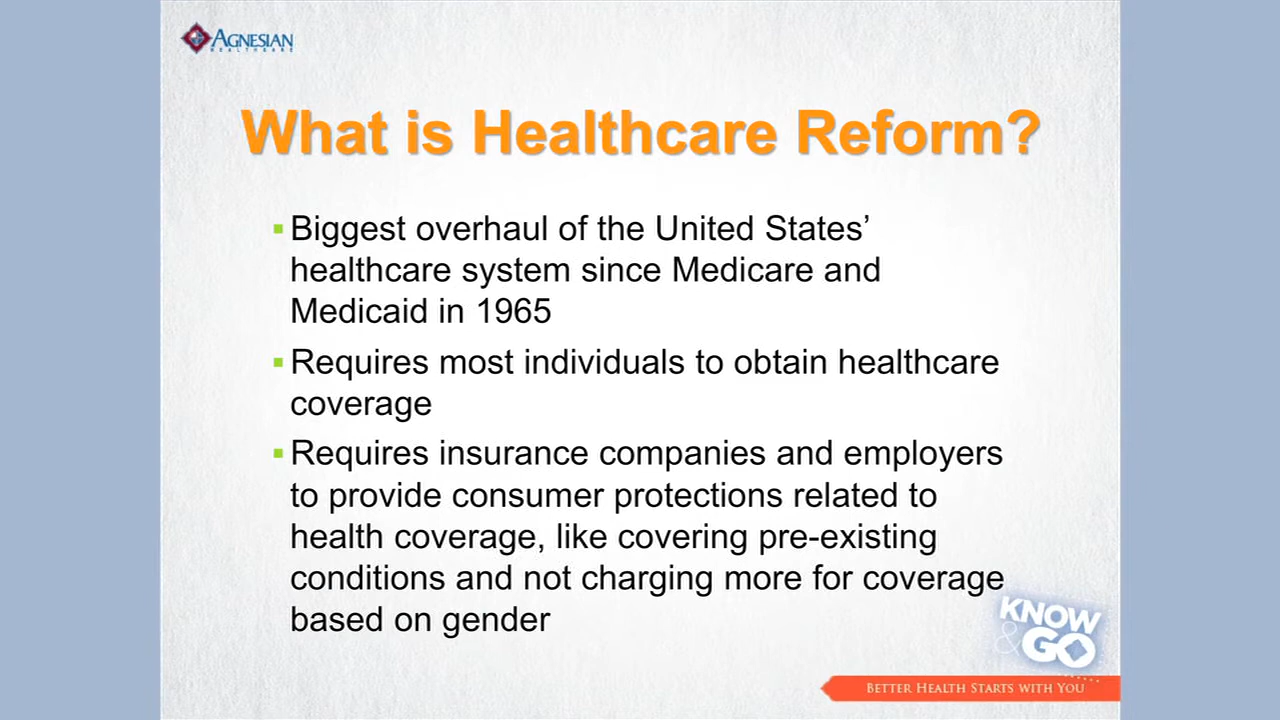 AGNESIAN
HEALTHCARE
What is Healthcare Reform?
▪Biggest overhaul of the United States’
healthcare system since Medicare and
Medicaid in 1965
▪Requires most individuals to obtain healthcare
coverage
▪Requires insurance companies and employers
to provide consumer protections related to
health coverage, like covering pre-existing
conditions and not charging more for coverage
based on gender
KNOW
& GO
BETTER HEALTH STARTS WITH YOU